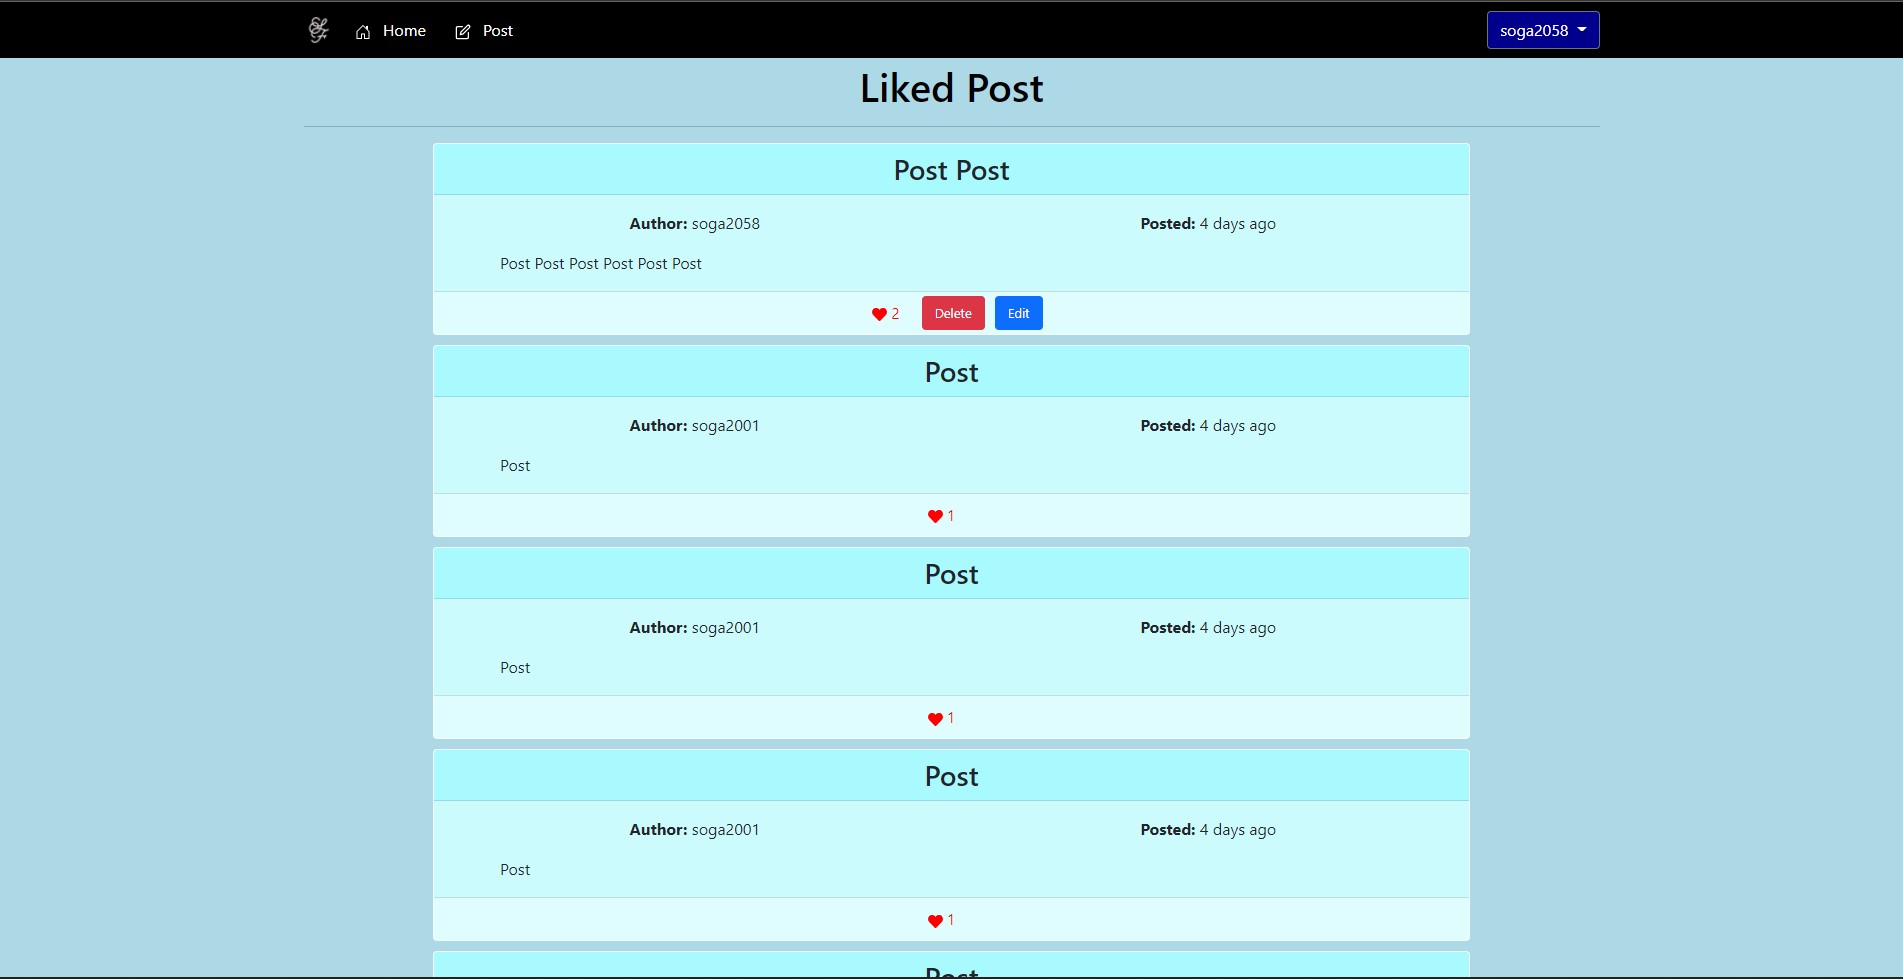 Home Post soga2058
Liked Post
Post Post
Author: soga2058 Posted: 4 days ago
Post Post Post Post Post Post
2 Delete Edit
Post
Author: soga2001 Posted: 4 days ago
Post
1
Post
Author: soga2001 Posted: 4 days ago
Post
1
Post
Author: soga2001 Posted: 4 days ago
Post
1
Post